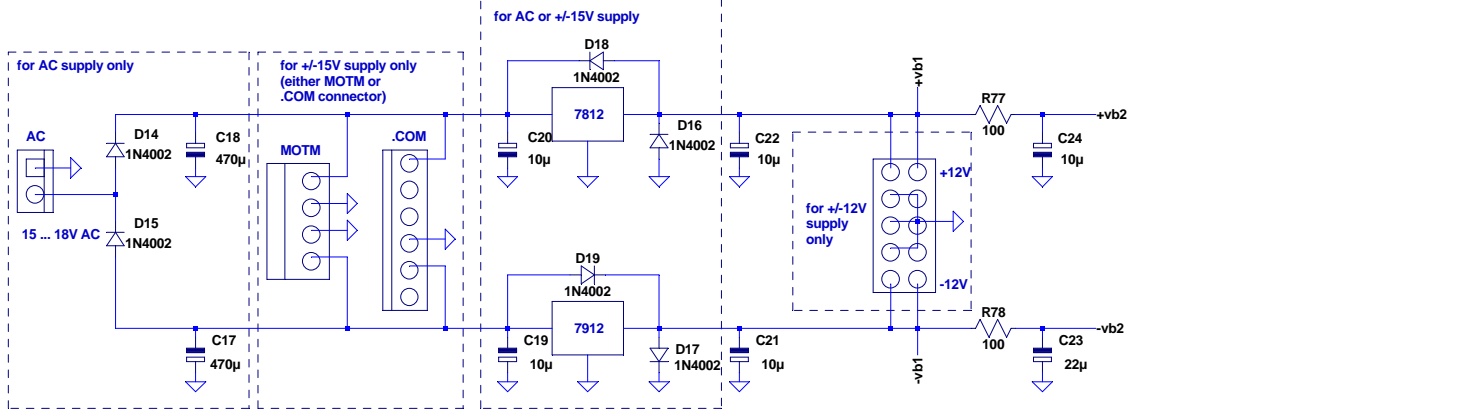 for AC or +/-15V supply
for AC supply only
for +/-15V supply only
(either MOTM or
.COM connector)
D18
1N4002
7812
D14
1N4002
C18
470µ
AC
MOTM
.COM
C20
10µ
D16
1N4002
C22
10µ
+vb1
R77
100
+vb2
C24
10µ
+12V
for +/-12V
supply
only
-12V
15 ... 18V AC
D15
1N4002
D19
1N4002
7912
C17
470µ
C19
10µ
D17
1N4002
C21
10µ
-vb1
R78
100
-vb2
C23
22µ